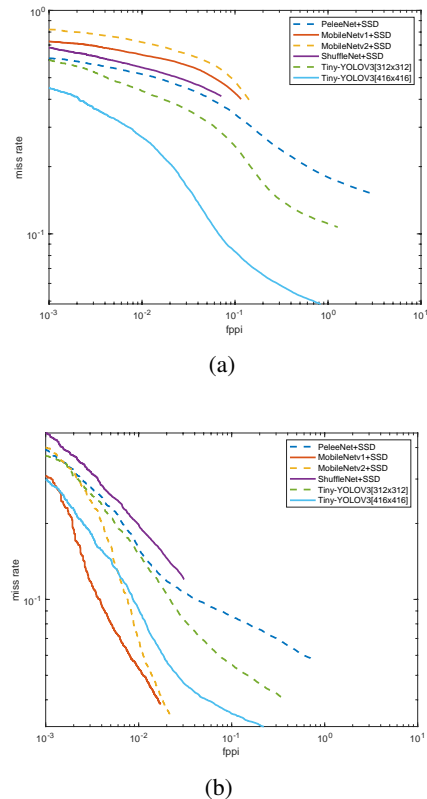 10^0
10^-1
miss rate
10^-3 10^-2 10^-1 10^0 10^1
fppi
PeleeNet+SSD
MobileNetv1+SSD
MobileNetv2+SSD
ShuffleNet+SSD
Tiny-YOLOV3[312x312]
Tiny-YOLOV3[416x416]
(a)
10^-1
miss rate
10^-3 10^-2 10^-1 10^0 10^1
fppi
PeleeNet+SSD
MobileNetv1+SSD
MobileNetv2+SSD
ShuffleNet+SSD
Tiny-YOLO3[312x312]
Tiny-YOLO3[416x416]
(b)